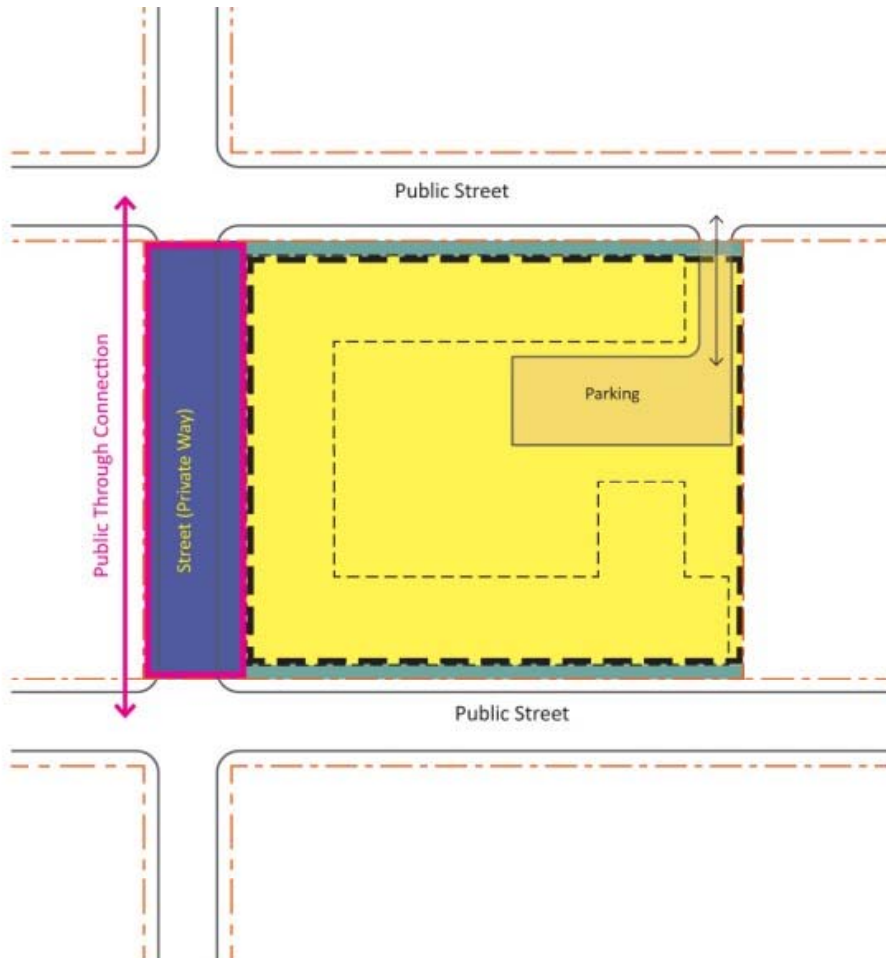 Public Street
Public Through Connection
Street (Private Way)
Parking
Public Street